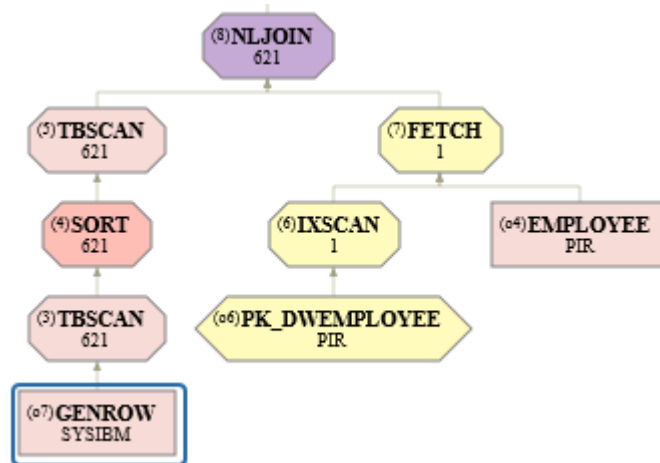 (8)NLJOIN
621
(5)TBSCAN
621
(7)FETCH
1
(4)SORT
621
(6)IXSCAN
1
(o4)EMPLOYEE
PIR
(3)TBSCAN
621
(o6)PK_DWEMPLOYEE
PIR
(o7)GENROW
SYSIBM